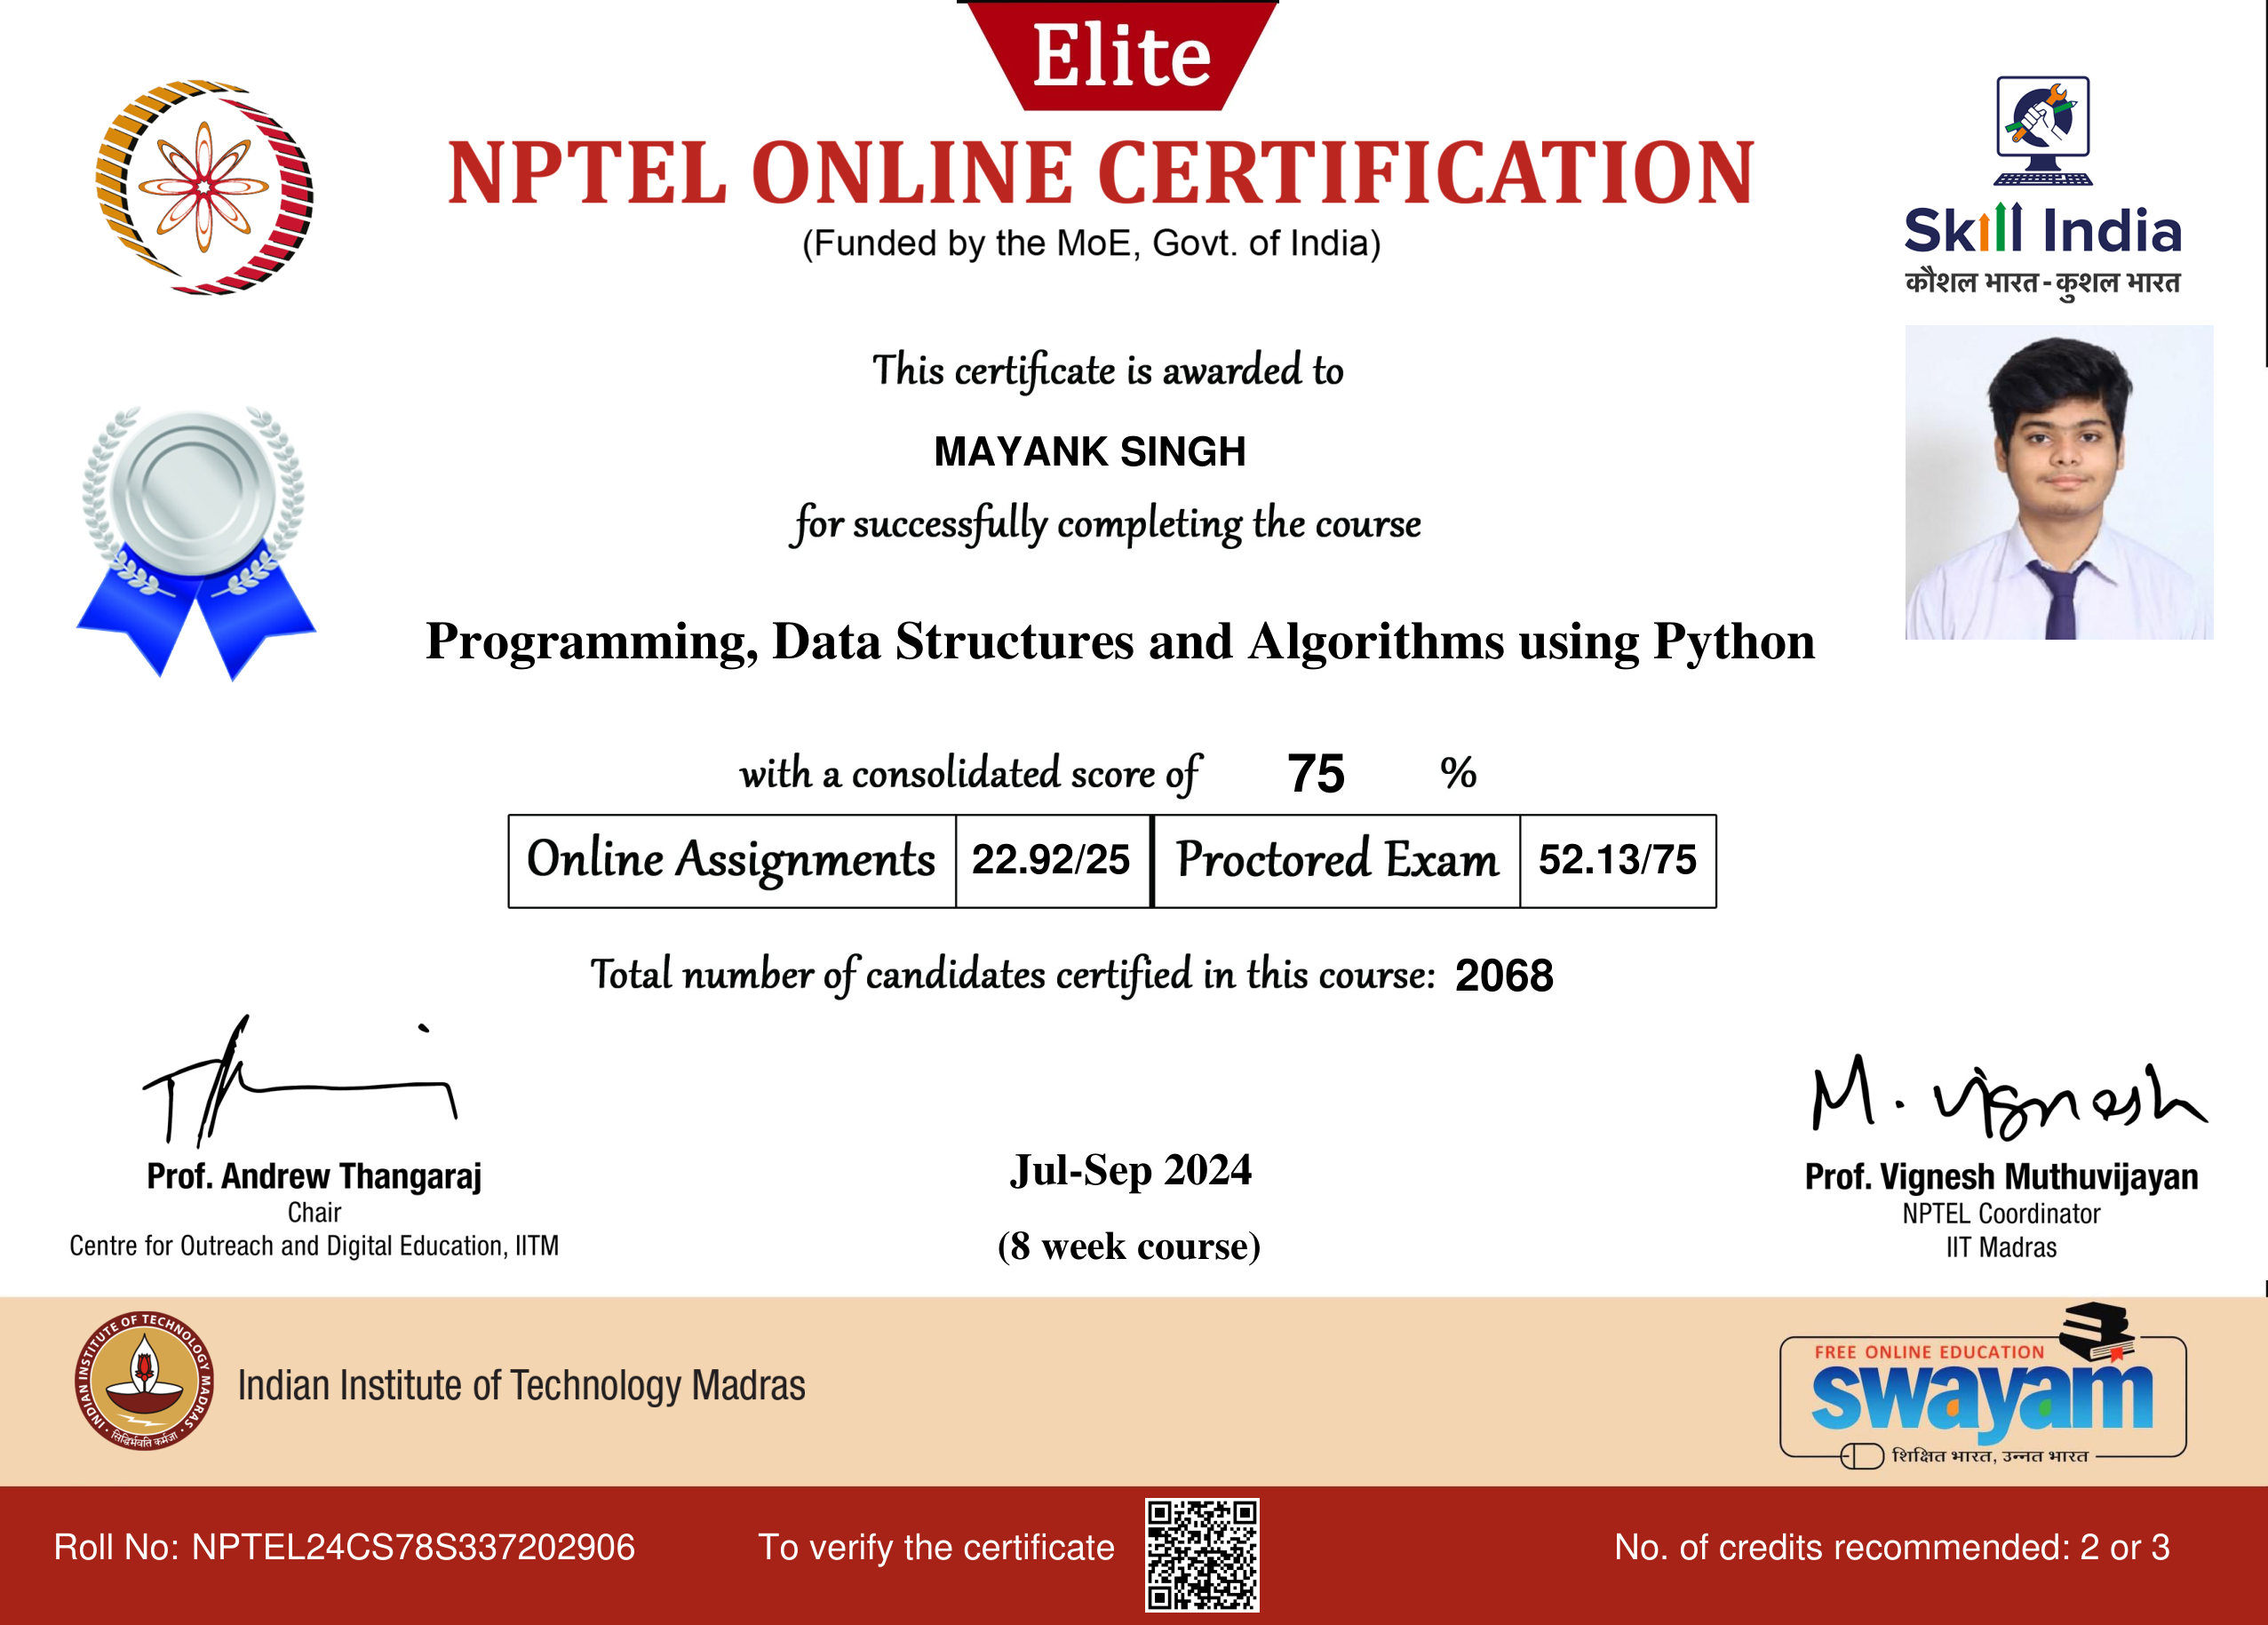 Elite
NPTEL ONLINE CERTIFICATION
(Funded by the MoE, Govt. of India)
Skill India
कौशल भारत - कुशल भारत
This certificate is awarded to
MAYANK SINGH
for successfully completing the course
Programming, Data Structures and Algorithms using Python
with a consolidated score of 75 %
Online Assignments 22.92/25 Proctored Exam 52.13/75
Total number of candidates certified in this course: 2068
M. Vignesh
Prof. Andrew Thangaraj
Chair
Centre for Outreach and Digital Education, IITM
Jul-Sep 2024
(8 week course)
Prof. Vignesh Muthuvijayan
NPTEL Coordinator
IIT Madras
INDIAN INSTITUTE OF TECHNOLOGY MADRAS
सिद्धिर्भवति कर्मजा
Indian Institute of Technology Madras
FREE ONLINE EDUCATION
swayam
शिक्षित भारत, उन्नत भारत
Roll No: NPTEL24CS78S337202906
To verify the certificate
No. of credits recommended: 2 or 3